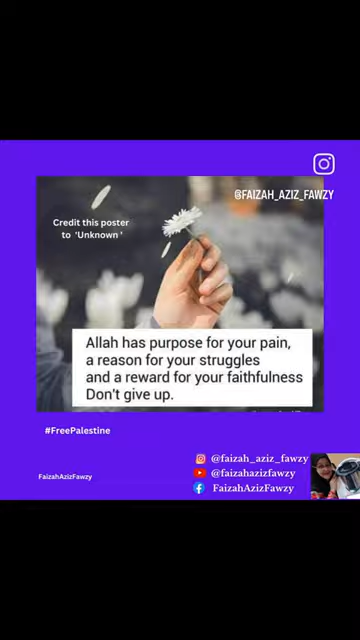 @FAIZAH_AZIZ_FAWZY
Credit this poster
to 'Unknown '
Allah has purpose for your pain,
a reason for your struggles
and a reward for your faithfulness
Don't give up.
#FreePalestine
@faizah_aziz_fawzy
@faizahazizfawzy
FaizahAzizFawzy
FaizahAzizFawzy